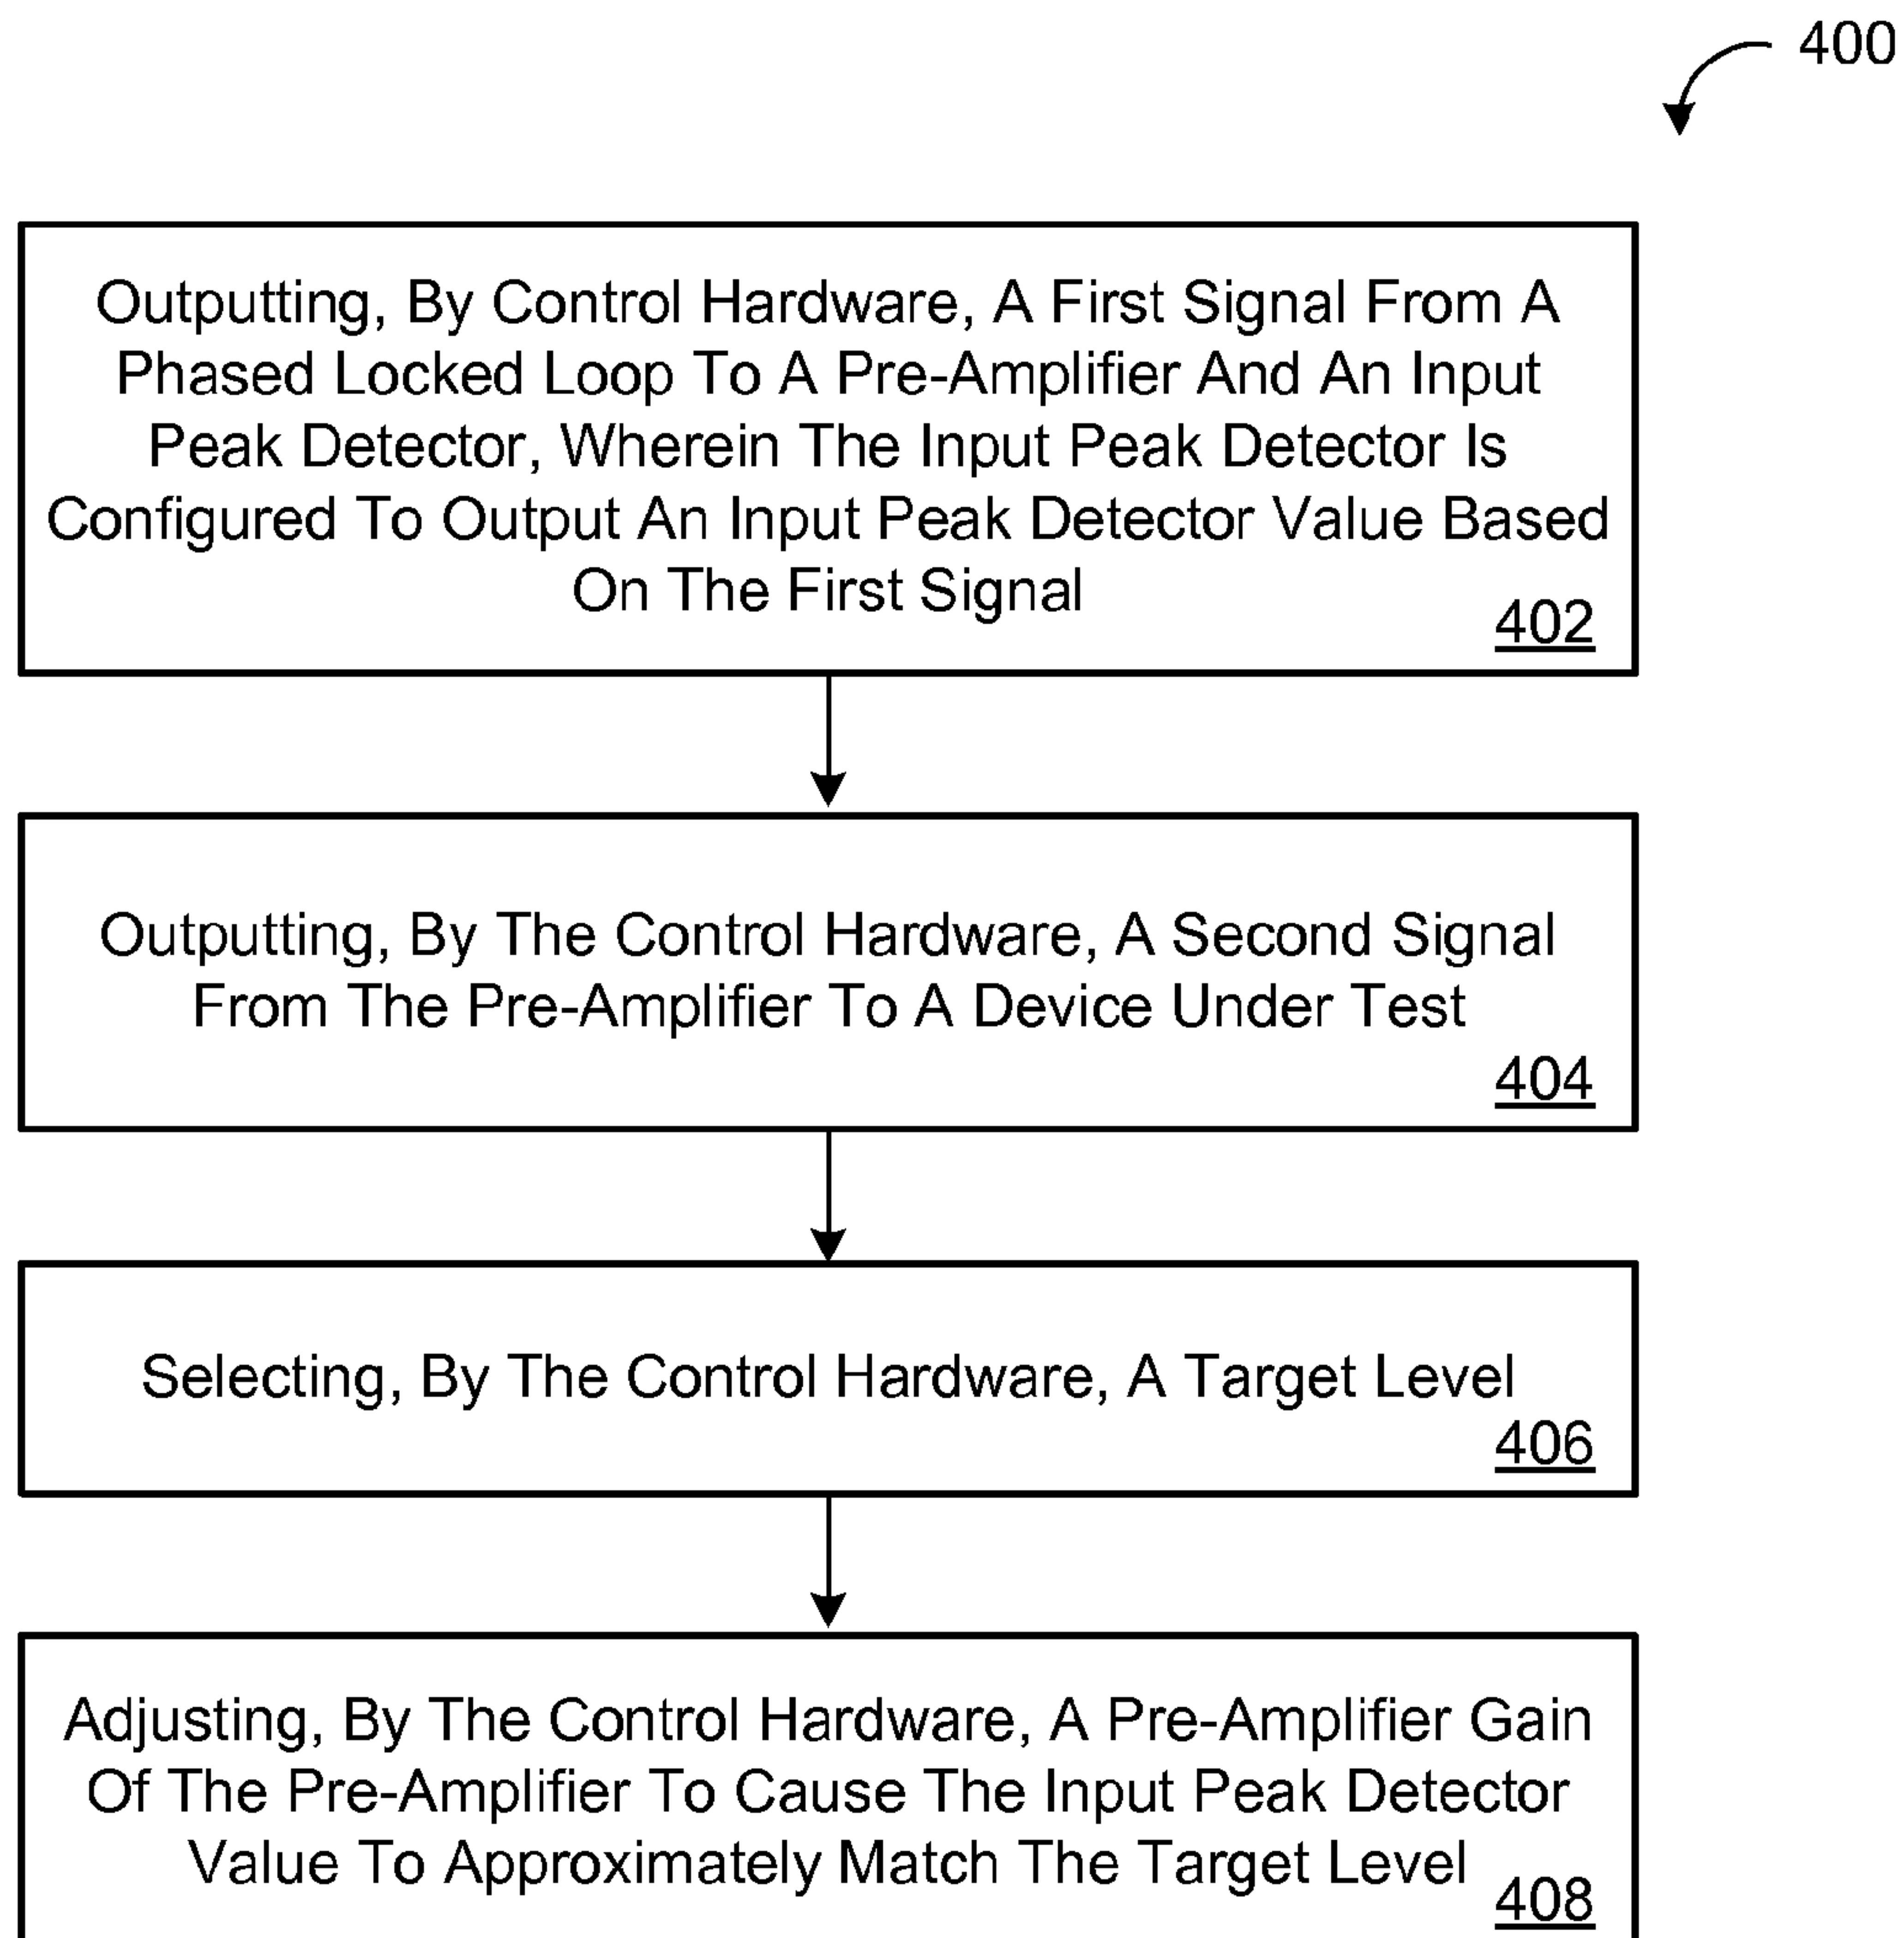 400
Outputting, By Control Hardware, A First Signal From A
Phased Locked Loop To A Pre-Amplifier And An Input
Peak Detector, Wherein The Input Peak Detector Is
Configured To Output An Input Peak Detector Value Based
On The First Signal
402
Outputting, By The Control Hardware, A Second Signal
From The Pre-Amplifier To A Device Under Test
404
Selecting, By The Control Hardware, A Target Level
406
Adjusting, By The Control Hardware, A Pre-Amplifier Gain
Of The Pre-Amplifier To Cause The Input Peak Detector
Value To Approximately Match The Target Level
408